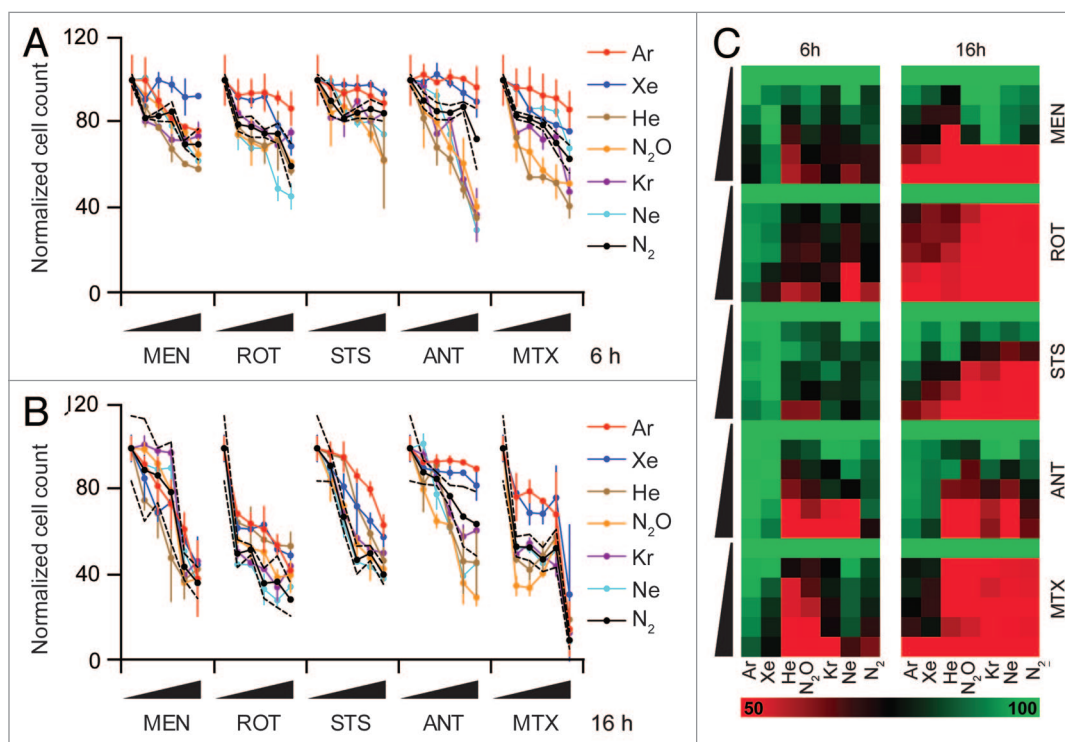 A
Normalized cell count
120
80
40
0
Ar
Xe
He
N₂O
Kr
Ne
N₂
MEN ROT STS ANT MTX 6 h
B
Normalized cell count
J20
80
40
0
Ar
Xe
He
N₂O
Kr
Ne
N₂
MEN ROT STS ANT MTX 16 h
C
6h 16h
MEN
ROT
STS
ANT
MTX
Ar Xe He N₂O Kr Ne N₂ Ar Xe He N₂O Kr Ne N₂
50 100